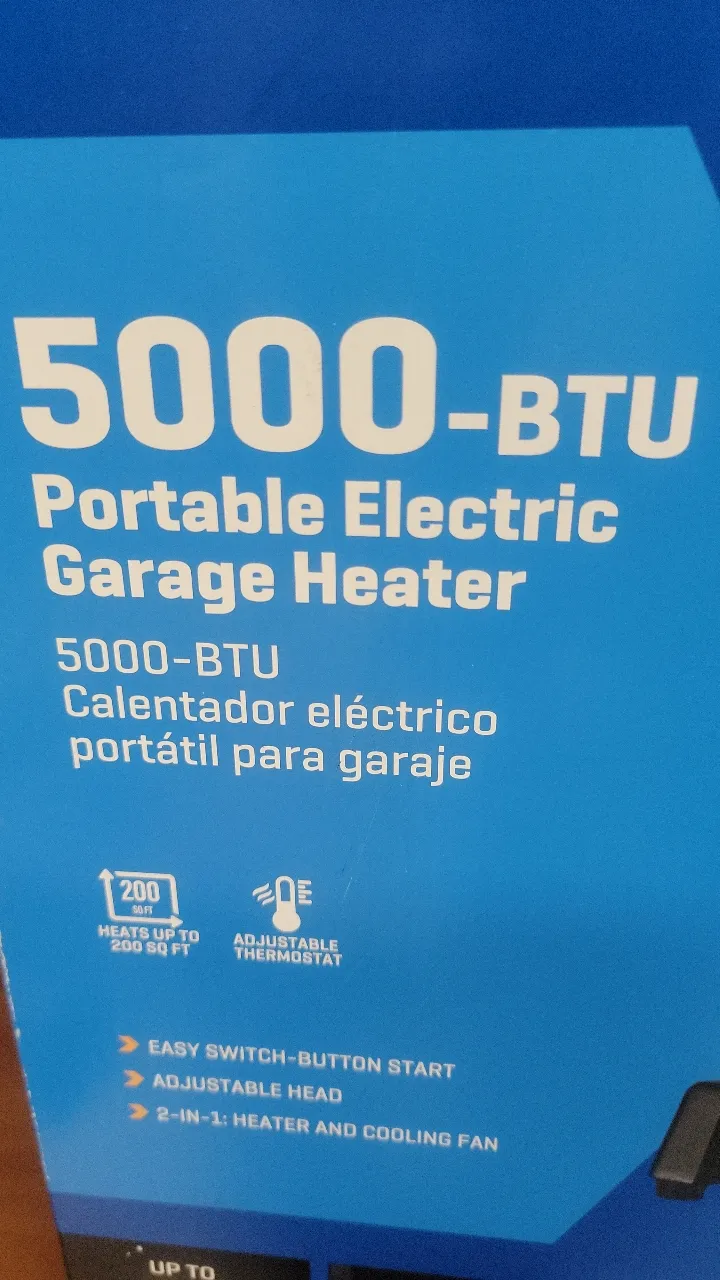 5000-BTU
Portable Electric
Garage Heater
5000-BTU
Calentador eléctrico
portátil para garaje
200
SQ FT
HEATS UP TO
200 SQ FT
ADJUSTABLE
THERMOSTAT
EASY SWITCH-BUTTON START
ADJUSTABLE HEAD
2-IN-1: HEATER AND COOLING FAN
UP TO